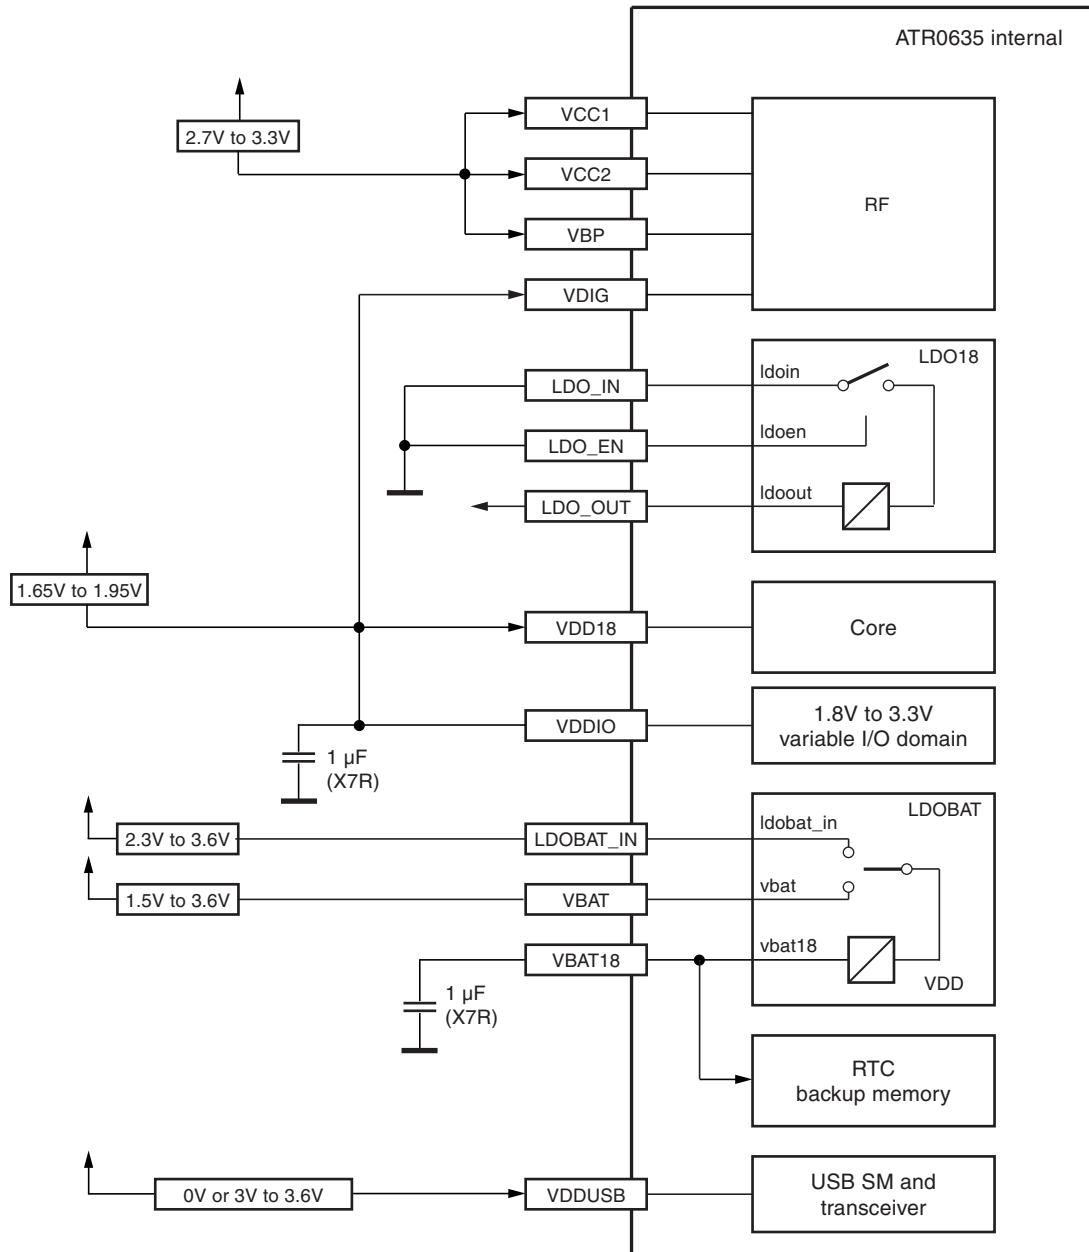 ATR0635 internal
2.7V to 3.3V
VCC1
VCC2
VBP
VDIG
RF
LDO_IN
LDO_EN
LDO_OUT
ldoin
ldoen
ldoout
LDO18
1.65V to 1.95V
VDD18
Core
VDDIO
1.8V to 3.3V
variable I/O domain
1 µF
(X7R)
2.3V to 3.6V
LDOBAT_IN
ldobat_in
LDOBAT
1.5V to 3.6V
VBAT
vbat
VBAT18
vbat18
VDD
1 µF
(X7R)
RTC
backup memory
0V or 3V to 3.6V
VDDUSB
USB SM and
transceiver